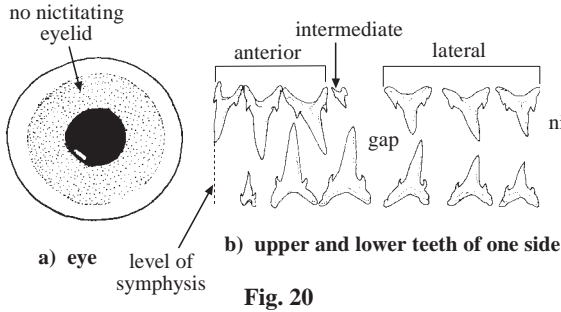 no nictitating
eyelid
anterior
intermediate
lateral
gap
ni
a) eye
level of
symphysis
b) upper and lower teeth of one side
Fig. 20